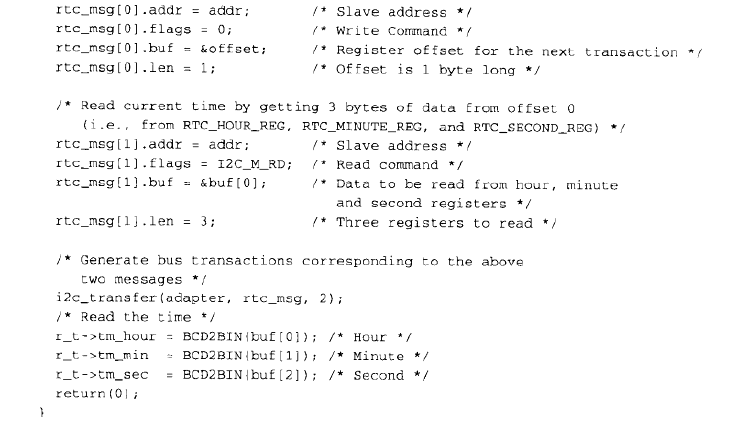 rtc_msg[0].addr = addr; /* Slave address */
rtc_msg[0].flags = 0; /* Write Command */
rtc_msg[0].buf = &offset; /* Register offset for the next transaction */
rtc_msg[0].len = 1; /* Offset is 1 byte long */
/* Read current time by getting 3 bytes of data from offset 0
(i.e., from RTC_HOUR_REG, RTC_MINUTE_REG, and RTC_SECOND_REG) */
rtc_msg[1].addr = addr; /* Slave address */
rtc_msg[1].flags = I2C_M_RD; /* Read command */
rtc_msg[1].buf = &buf[0]; /* Data to be read from hour, minute
and second registers */
rtc_msg[1].len = 3; /* Three registers to read */
/* Generate bus transactions corresponding to the above
two messages */
i2c_transfer(adapter, rtc_msg, 2);
/* Read the time */
r_t->tm_hour = BCD2BIN(buf[0]); /* Hour */
r_t->tm_min = BCD2BIN(buf[1]); /* Minute */
r_t->tm_sec = BCD2BIN(buf[2]); /* Second */
return(0);
}